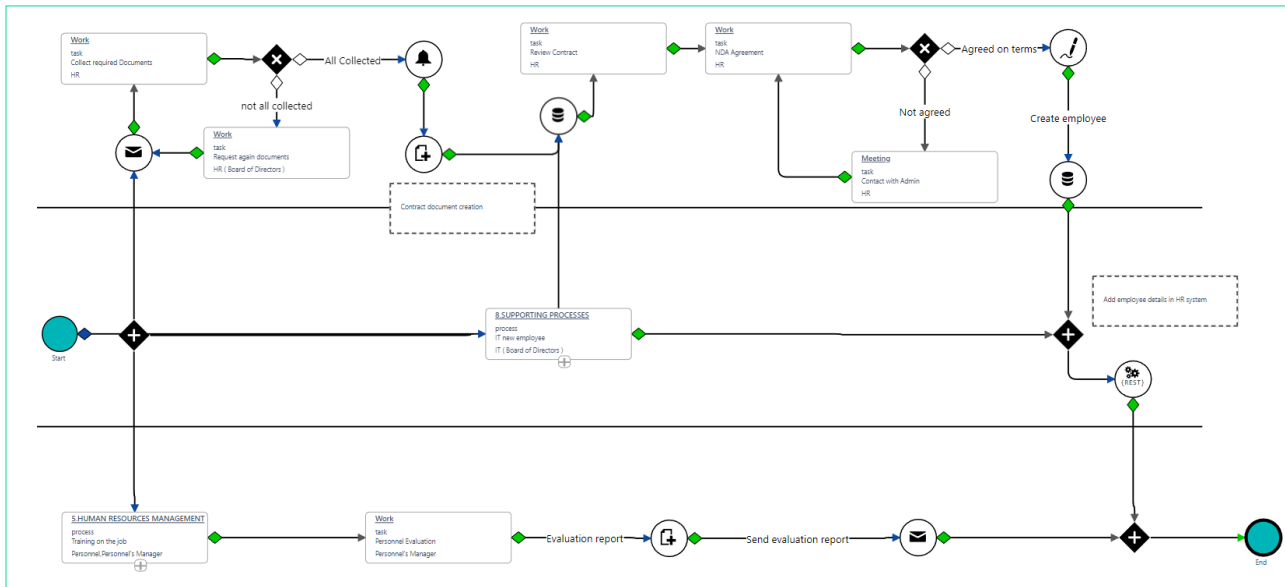 Work
task
Collect required Documents
HR
All Collected
not all collected
Work
task
Request again documents
HR ( Board of Directors )
Contract document creation
Work
task
Review Contract
HR
Work
task
NDA Agreement
HR
Agreed on terms
Not agreed
Create employee
Meeting
task
Contact with Admin
HR
Start
8.SUPPORTING PROCESSES
process
IT new employee
IT ( Board of Directors )
Add employee details in HR system
{REST}
5.HUMAN RESOURCES MANAGEMENT
process
Training on the job
Personnel,Personnel's Manager
Work
task
Personnel Evaluation
Personnel's Manager
Evaluation report
Send evaluation report
End